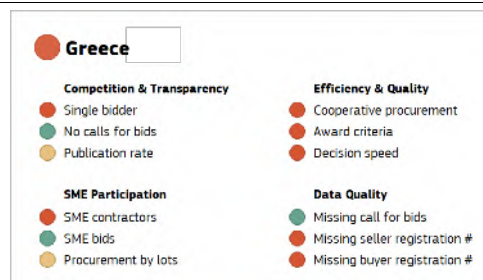 Greece
Competition & Transparency
Single bidder
No calls for bids
Publication rate
Efficiency & Quality
Cooperative procurement
Award criteria
Decision speed
SME Participation
SME contractors
SME bids
Procurement by lots
Data Quality
Missing call for bids
Missing seller registration #
Missing buyer registration #